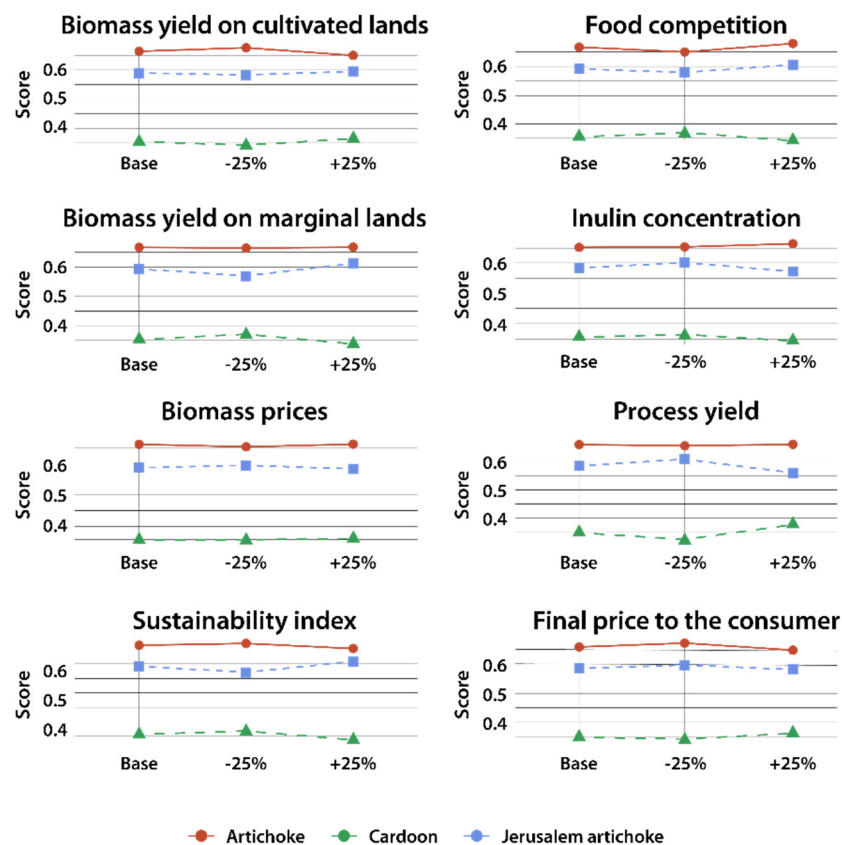 Biomass yield on cultivated lands
Score
0.6
0.5
0.4
Base -25% +25%
Food competition
Score
0.6
0.5
0.4
Base -25% +25%
Biomass yield on marginal lands
Score
0.6
0.5
0.4
Base -25% +25%
Inulin concentration
Score
0.6
0.5
0.4
Base -25% +25%
Biomass prices
Score
0.6
0.5
0.4
Base -25% +25%
Process yield
Score
0.6
0.5
0.4
Base -25% +25%
Sustainability index
Score
0.6
0.5
0.4
Base -25% +25%
Final price to the consumer
Score
0.6
0.5
0.4
Base -25% +25%
Artichoke Cardoon Jerusalem artichoke